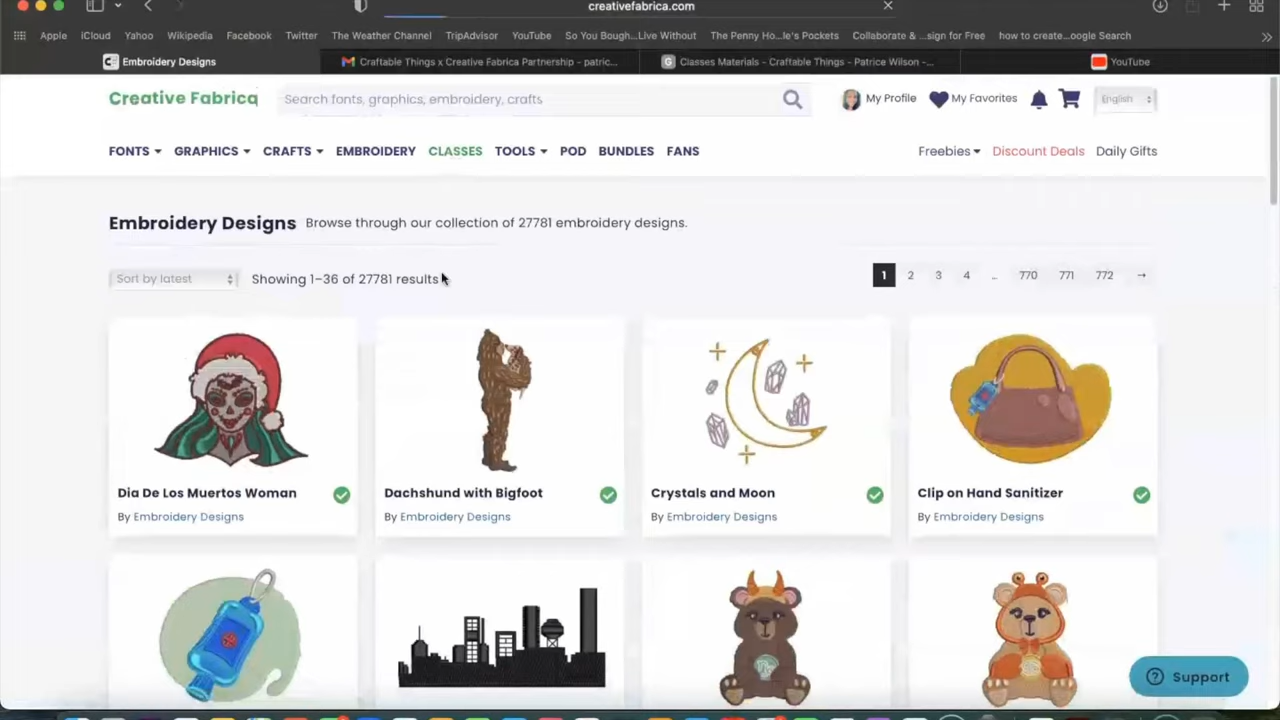 creativefabrica.com
Apple iCloud Yahoo Wikipedia Facebook Twitter The Weather Channel TripAdvisor YouTube So You Bough...Live Without The Penny Ho...le's Pockets Collaborate &...sign for Free how to create...oogle Search
Embroidery Designs Craftable Things x Creative Fabrica Partnership - patric... Classes Materials - Craftable Things - Patrice Wilson -... YouTube
Creative Fabrica Search fonts, graphics, embroidery, crafts My Profile My Favorites English
FONTS GRAPHICS CRAFTS EMBROIDERY CLASSES TOOLS POD BUNDLES FANS Freebies Discount Deals Daily Gifts
Embroidery Designs Browse through our collection of 27781 embroidery designs.
Sort by latest Showing 1–36 of 27781 results 1 2 3 4 ... 770 771 772 →
Dia De Los Muertos Woman Dachshund with Bigfoot Crystals and Moon Clip on Hand Sanitizer
By Embroidery Designs By Embroidery Designs By Embroidery Designs By Embroidery Designs
Support